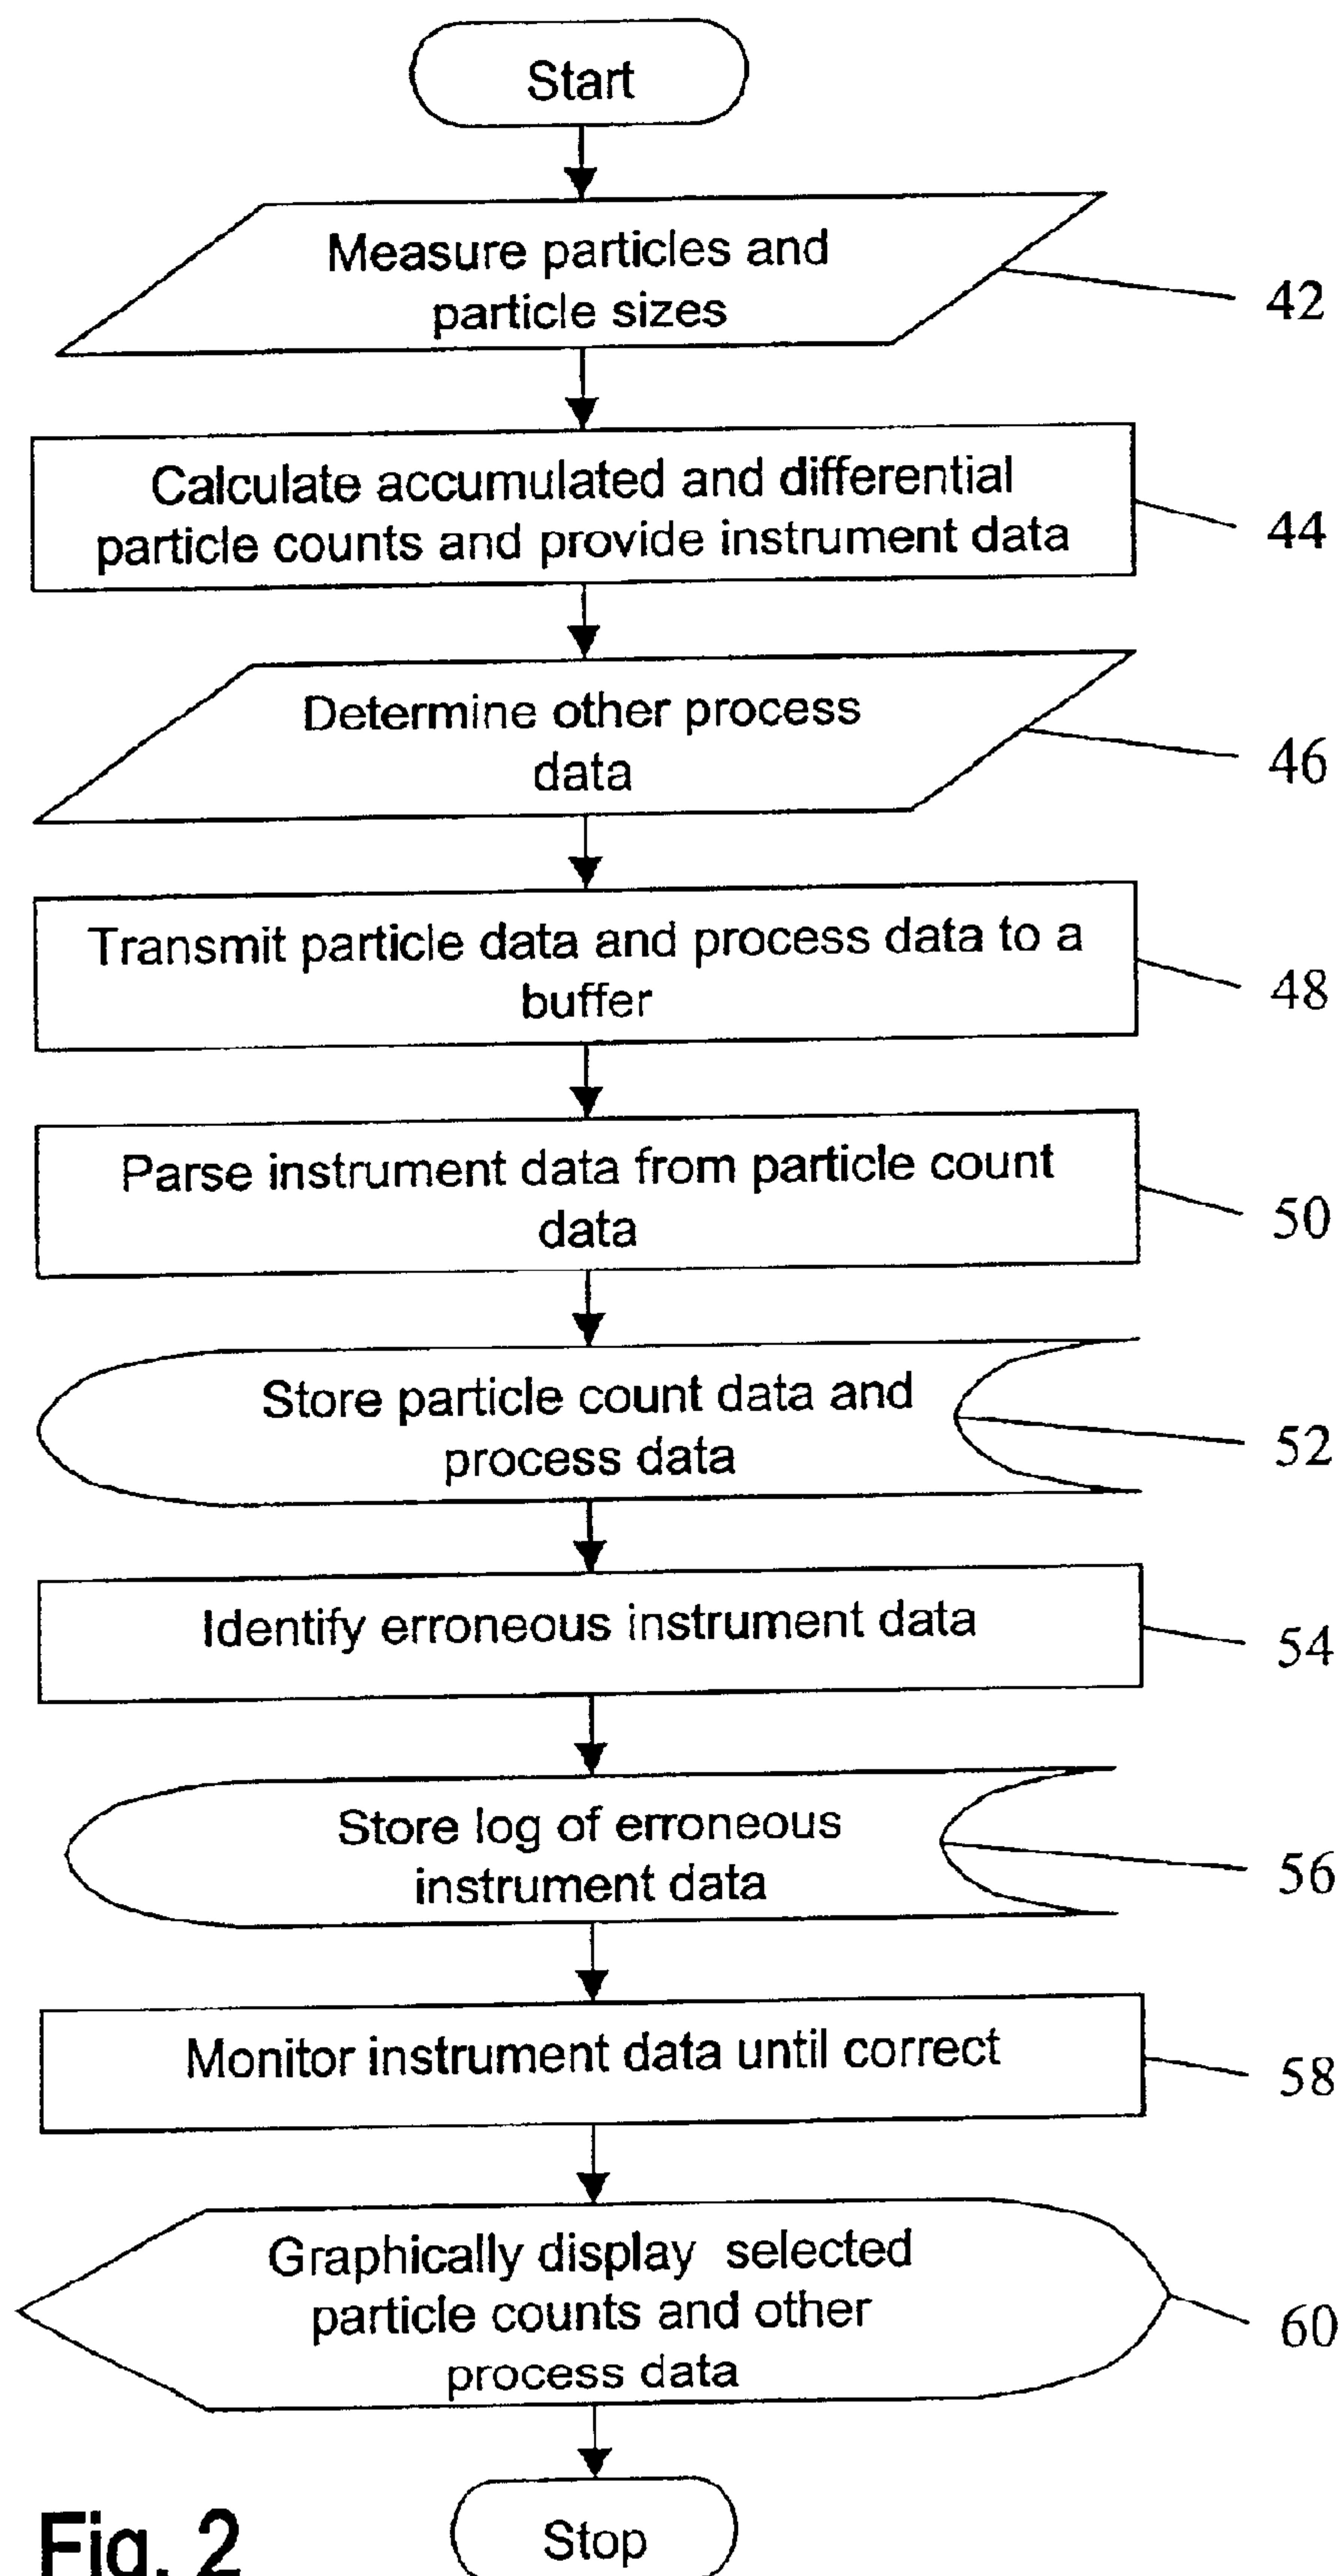 Start
Measure particles and
particle sizes
42
Calculate accumulated and differential
particle counts and provide instrument data
44
Determine other process
data
46
Transmit particle data and process data to a
buffer
48
Parse instrument data from particle count
data
50
Store particle count data and
process data
52
Identify erroneous instrument data
54
Store log of erroneous
instrument data
56
Monitor instrument data until correct
58
Graphically display selected
particle counts and other
process data
60
Stop
Fig. 2